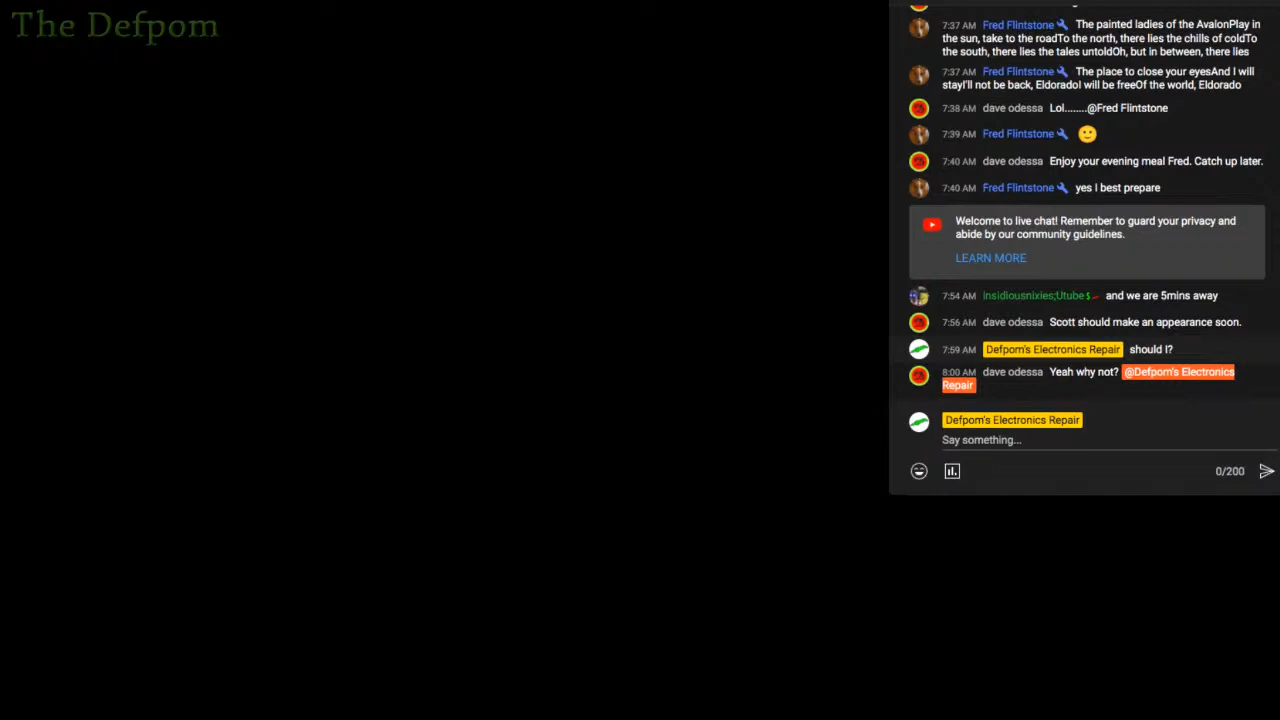 The Defpom
7:37 AM Fred Flintstone The painted ladies of the AvalonPlay in
the sun, take to the roadTo the north, there lies the chills of coldTo
the south, there lies the tales untoldOh, but in between, there lies
7:37 AM Fred Flintstone The place to close your eyesAnd I will
stayI'll not be back, EldoradoI will be freeOf the world, Eldorado
7:38 AM dave odessa Lol........@Fred Flintstone
7:39 AM Fred Flintstone 🙂
7:40 AM dave odessa Enjoy your evening meal Fred. Catch up later.
7:40 AM Fred Flintstone yes I best prepare
Welcome to live chat! Remember to guard your privacy and
abide by our community guidelines.
LEARN MORE
7:54 AM Insidiousnixies;Utube$ and we are 5mins away
7:56 AM dave odessa Scott should make an appearance soon.
7:59 AM Defpom's Electronics Repair should I?
8:00 AM dave odessa Yeah why not? @Defpom's Electronics
Repair
Defpom's Electronics Repair
Say something...
0/200